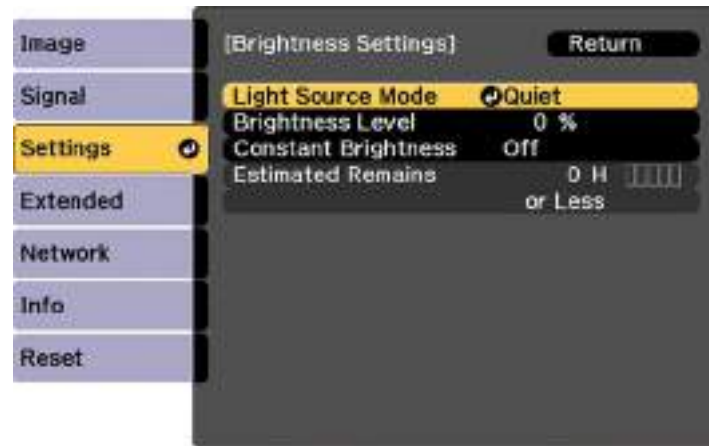 Image
Signal
Settings
Extended
Network
Info
Reset
[Brightness Settings]
Return
Light Source Mode Quiet
Brightness Level 0 %
Constant Brightness Off
Estimated Remains 0 H
or Less